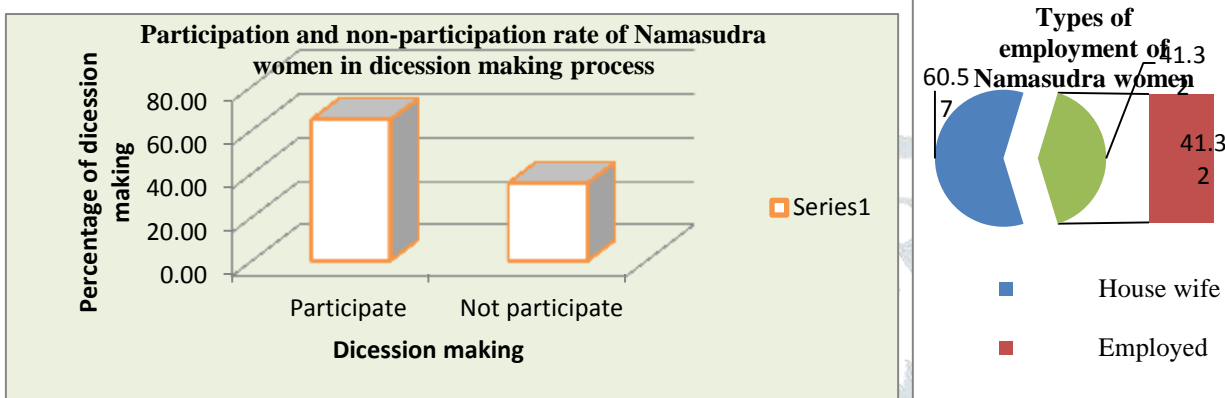 Participation and non-participation rate of Namasudra
women in dicession making process
Percentage of dicession
making
80.00
60.00
40.00
20.00
0.00
Participate Not participate
Dicession making
Series1
Types of
employment of
Namasudra women
60.5
7
41.3
2
41.3
2
House wife
Employed